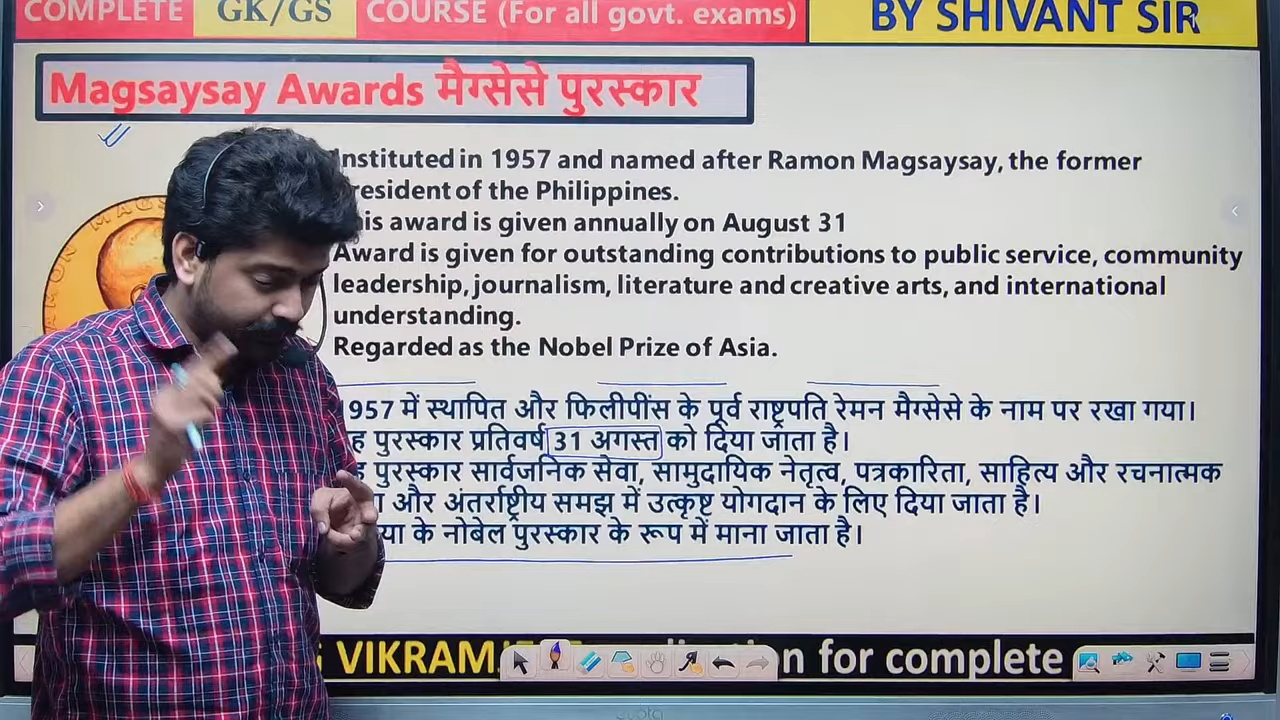 COMPLETE GK/GS COURSE (For all govt. exams) BY SHIVANT SIR
Magsaysay Awards मैग्सेसे पुरस्कार
Instituted in 1957 and named after Ramon Magsaysay, the former
President of the Philippines.
This award is given annually on August 31
Award is given for outstanding contributions to public service, community
leadership, journalism, literature and creative arts, and international
understanding.
Regarded as the Nobel Prize of Asia.
1957 में स्थापित और फिलीपींस के पूर्व राष्ट्रपति रेमन मैग्सेसे के नाम पर रखा गया।
पुरस्कार प्रतिवर्ष 31 अगस्त को दिया जाता है।
पुरस्कार सार्वजनिक सेवा, सामुदायिक नेतृत्व, पत्रकारिता, साहित्य और रचनात्मक
और अंतर्राष्ट्रीय समझ में उत्कृष्ट योगदान के लिए दिया जाता है।
के नोबेल पुरस्कार के रूप में माना जाता है।
VIKRAM for complete